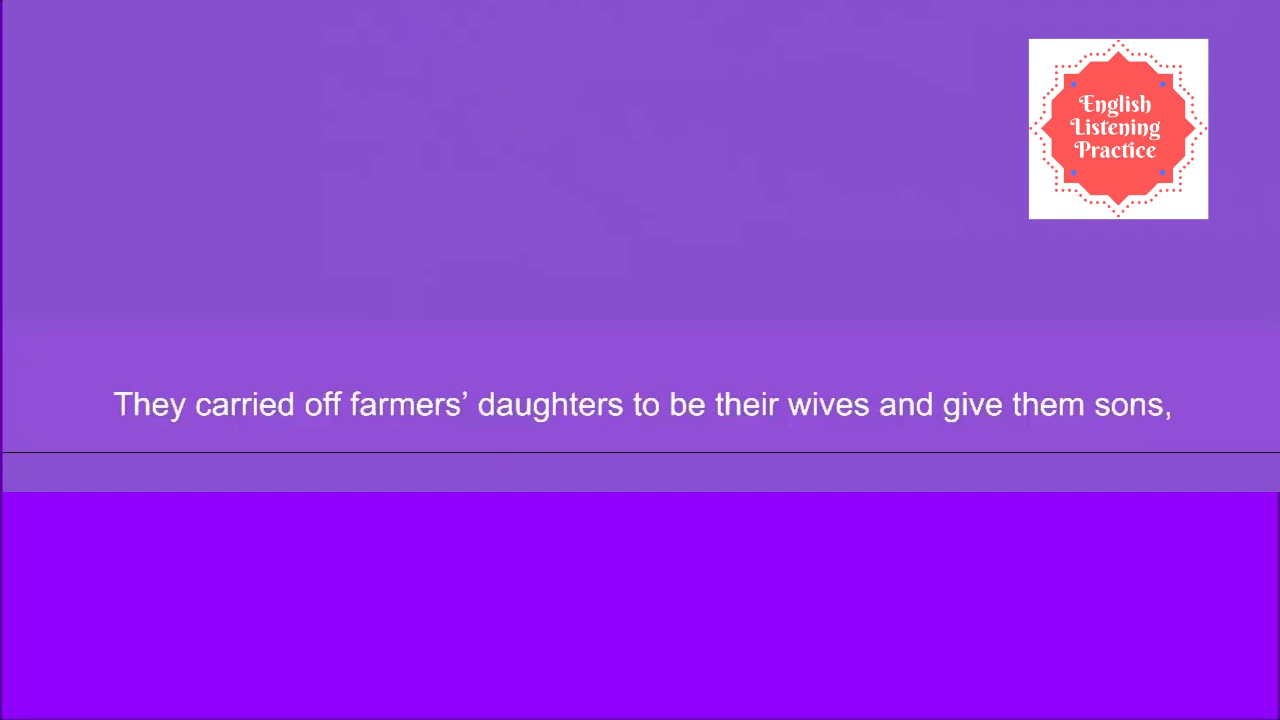 English
Listening
Practice
They carried off farmers’ daughters to be their wives and give them sons,